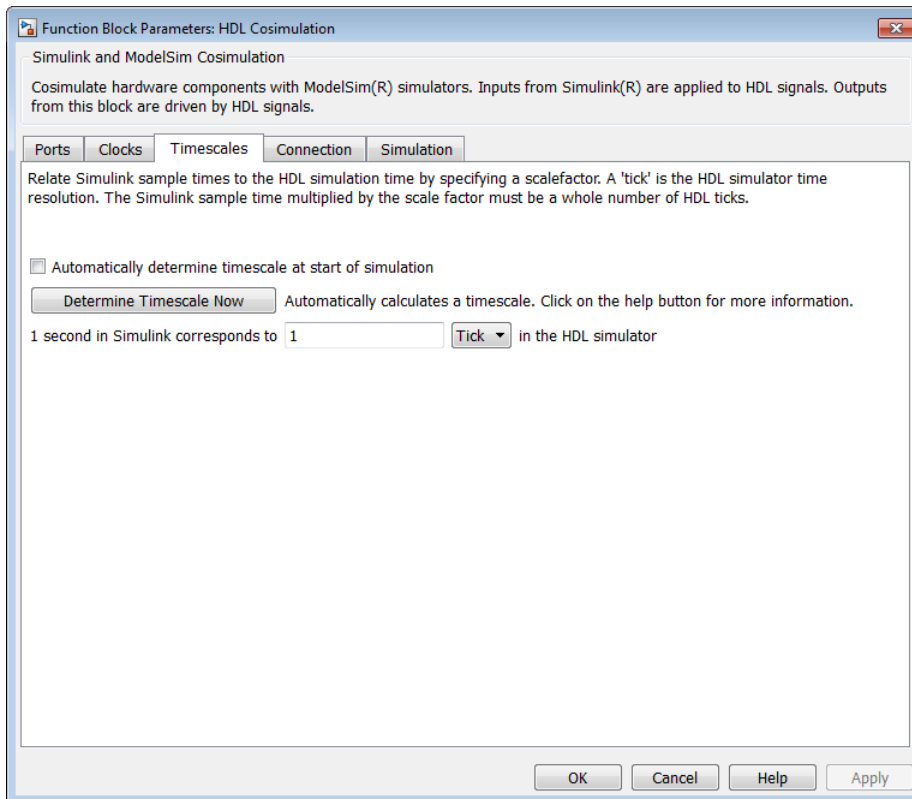 Function Block Parameters: HDL Cosimulation
Simulink and ModelSim Cosimulation
Cosimulate hardware components with ModelSim(R) simulators. Inputs from Simulink(R) are applied to HDL signals. Outputs
from this block are driven by HDL signals.
Ports Clocks Timescales Connection Simulation
Relate Simulink sample times to the HDL simulation time by specifying a scalefactor. A 'tick' is the HDL simulator time
resolution. The Simulink sample time multiplied by the scale factor must be a whole number of HDL ticks.
Automatically determine timescale at start of simulation
Determine Timescale Now Automatically calculates a timescale. Click on the help button for more information.
1 second in Simulink corresponds to 1 Tick in the HDL simulator
OK Cancel Help Apply